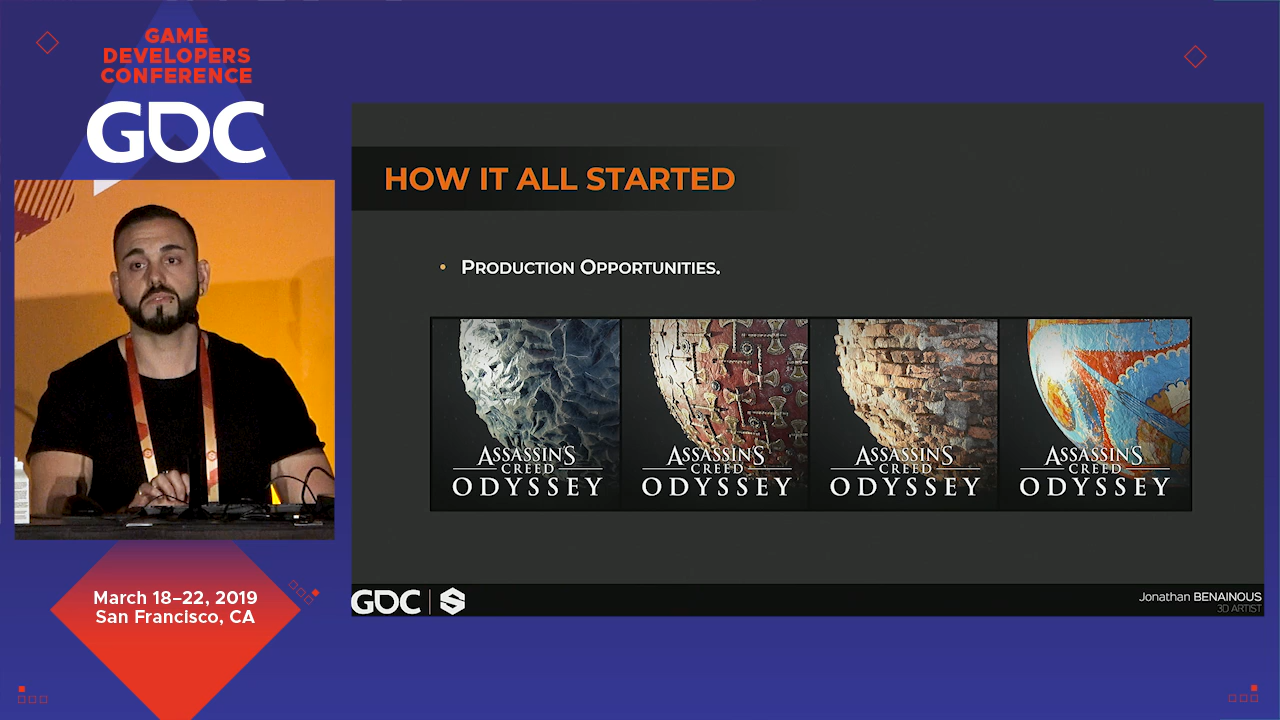 GAME
DEVELOPERS
CONFERENCE
GDC
HOW IT ALL STARTED
• PRODUCTION OPPORTUNITIES.
ASSASSIN'S
CREED
ODYSSEY
ASSASSIN'S
CREED
ODYSSEY
ASSASSIN'S
CREED
ODYSSEY
ASSASSIN'S
CREED
ODYSSEY
March 18–22, 2019
San Francisco, CA
GDC
Jonathan BENAINOUS
3D ARTIST